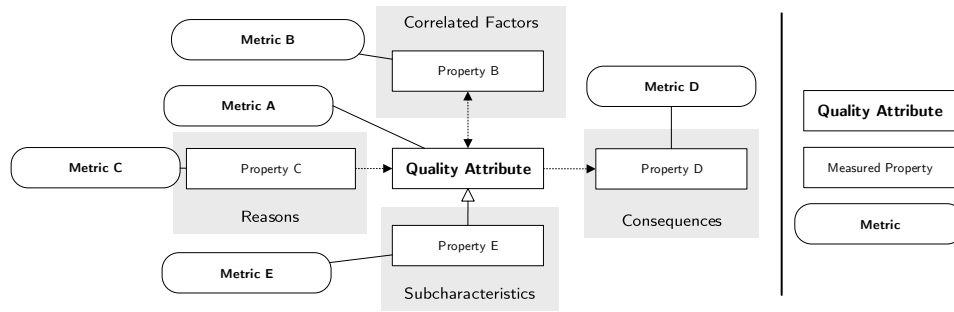 Correlated Factors
Metric B
Property B
Metric D
Metric A
Quality Attribute
Metric C
Property C
Quality Attribute
Property D
Measured Property
Reasons
Consequences
Metric
Property E
Metric E
Subcharacteristics